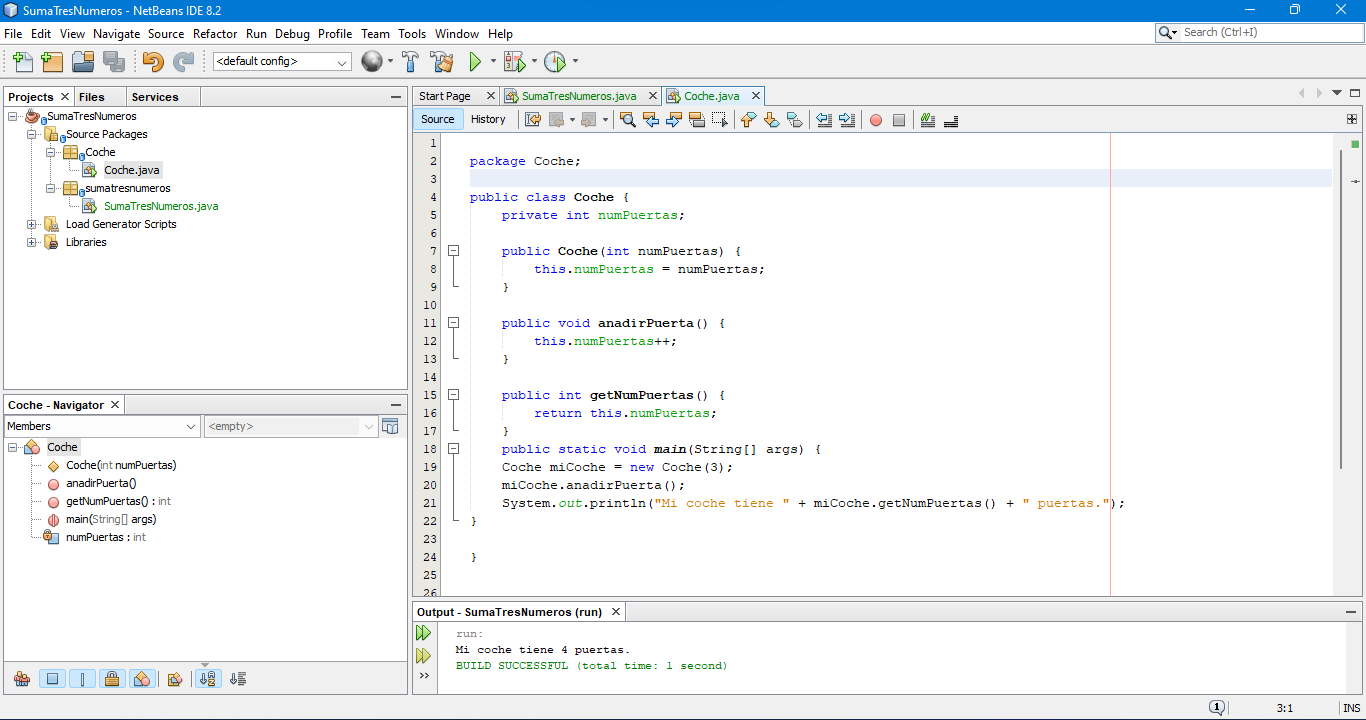 SumaTresNumeros - NetBeans IDE 8.2
File Edit View Navigate Source Refactor Run Debug Profile Team Tools Window Help
Search (Ctrl+I)
<default config>
Projects Files Services
SumaTresNumeros
Source Packages
Coche
Coche.java
sumatresnumeros
SumaTresNumeros.java
Load Generator Scripts
Libraries
Coche - Navigator
Members <empty>
Coche
Coche(int numPuertas)
anadirPuerta()
getNumPuertas() : int
main(String[] args)
numPuertas : int
Start Page SumaTresNumeros.java Coche.java
Source History
1
2 package Coche;
3
4 public class Coche {
5 private int numPuertas;
6
7 public Coche(int numPuertas) {
8 this.numPuertas = numPuertas;
9 }
10
11 public void anadirPuerta() {
12 this.numPuertas++;
13 }
14
15 public int getNumPuertas() {
16 return this.numPuertas;
17 }
18 public static void main(String[] args) {
19 Coche miCoche = new Coche(3);
20 miCoche.anadirPuerta();
21 System.out.println("Mi coche tiene " + miCoche.getNumPuertas() + " puertas.");
22 }
23
24 }
25
26
Output - SumaTresNumeros (run)
run:
Mi coche tiene 4 puertas.
BUILD SUCCESSFUL (total time: 1 second)
1 3:1 INS